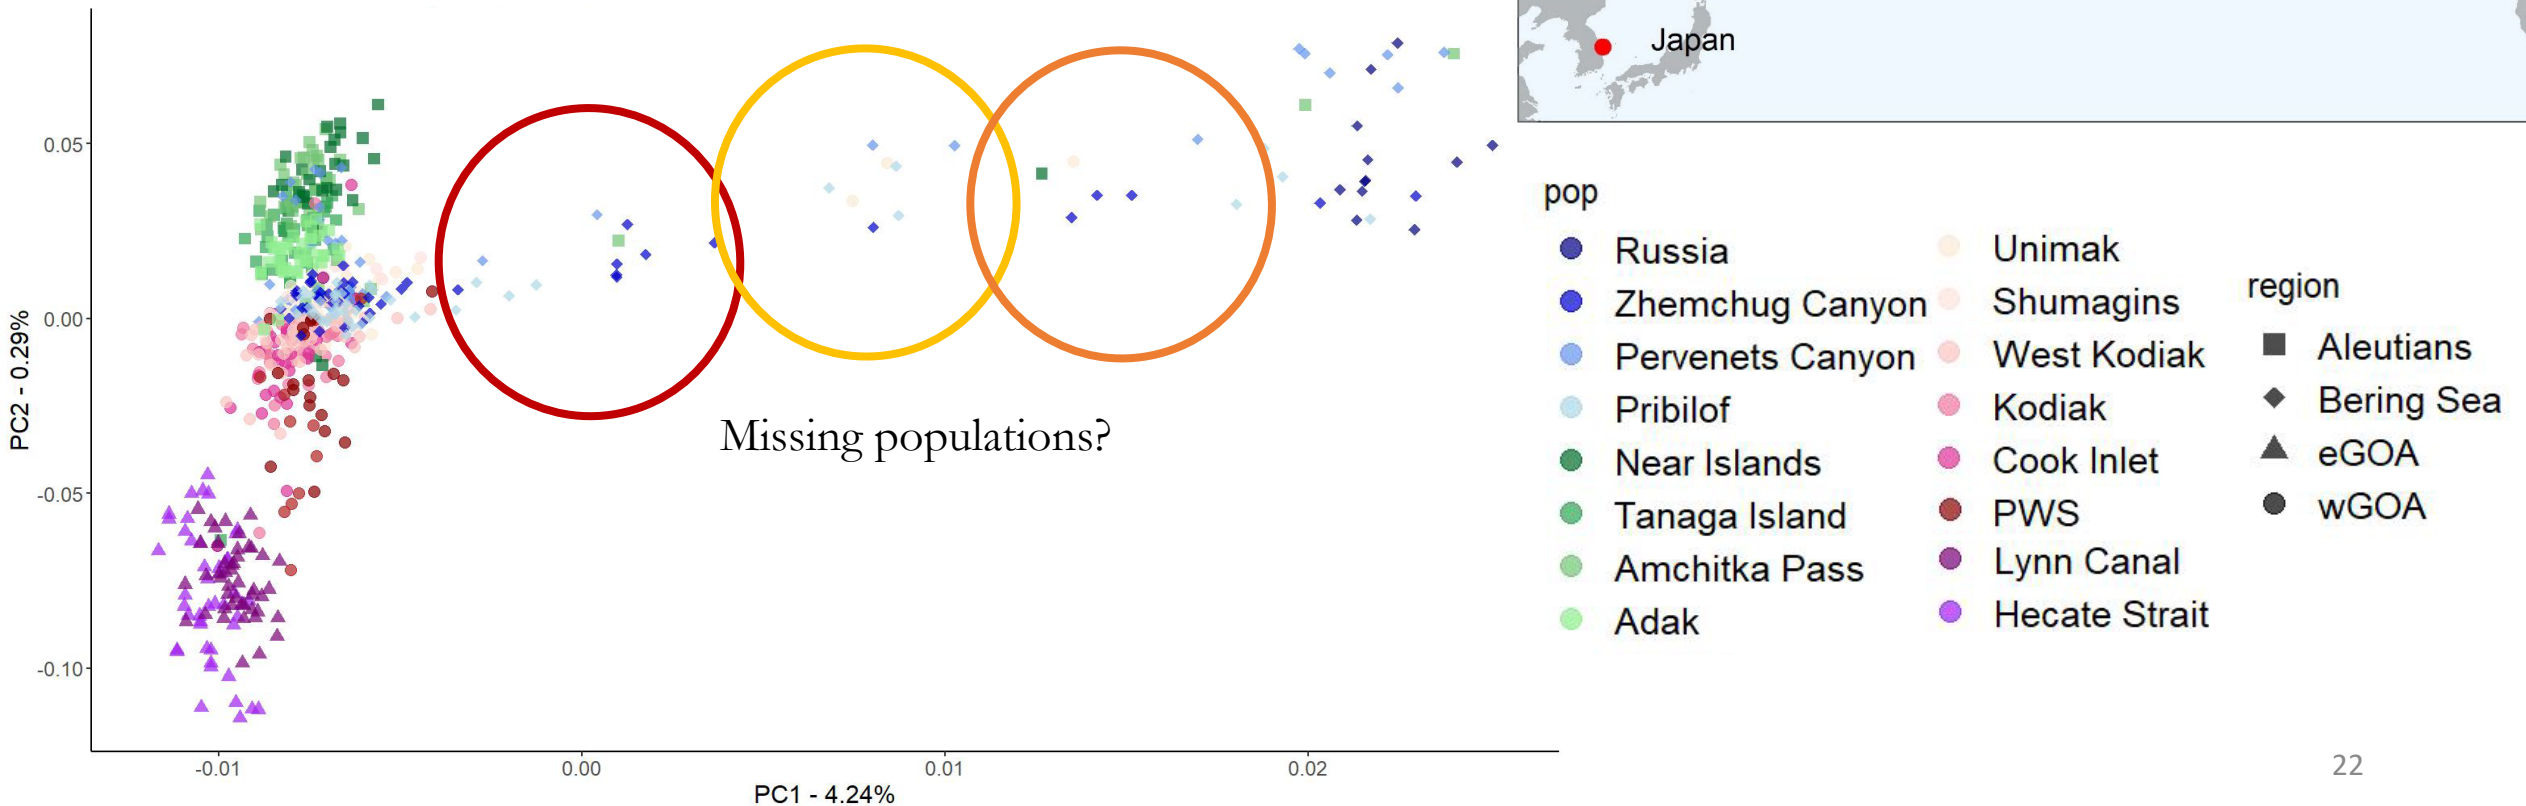 Japan
0.05
0.00
-0.05
-0.10
PC2 - 0.29%
Missing populations?
-0.01
0.00
0.01
0.02
PC1 - 4.24%
pop
Russia
Zhemchug Canyon
Pervenets Canyon
Pribilof
Near Islands
Tanaga Island
Amchitka Pass
Adak
Unimak
Shumagins
West Kodiak
Kodiak
Cook Inlet
PWS
Lynn Canal
Hecate Strait
region
Aleutians
Bering Sea
eGOA
wGOA
22